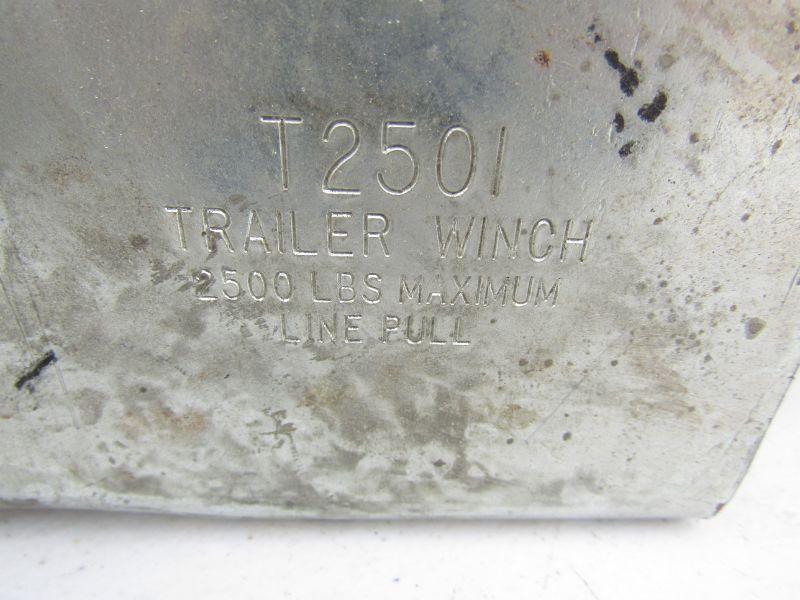 T2501
TRAILER WINCH
2500 LBS MAXIMUM
LINE PULL